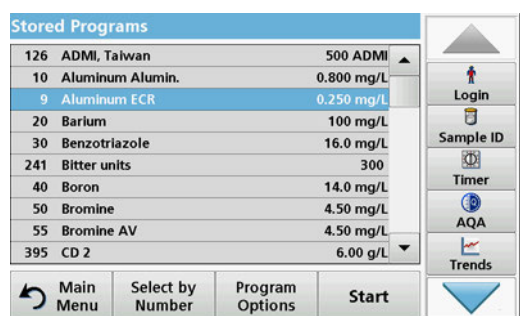 Stored Programs
126 ADMI, Taiwan 500 ADMI
10 Aluminum Alumin. 0.800 mg/L
9 Aluminum ECR 0.250 mg/L
20 Barium 100 mg/L
30 Benzotriazole 16.0 mg/L
241 Bitter units 300
40 Boron 14.0 mg/L
50 Bromine 4.50 mg/L
55 Bromine AV 4.50 mg/L
395 CD 2 6.00 g/L
Main Menu
Select by Number
Program Options
Start
Login
Sample ID
Timer
AQA
Trends